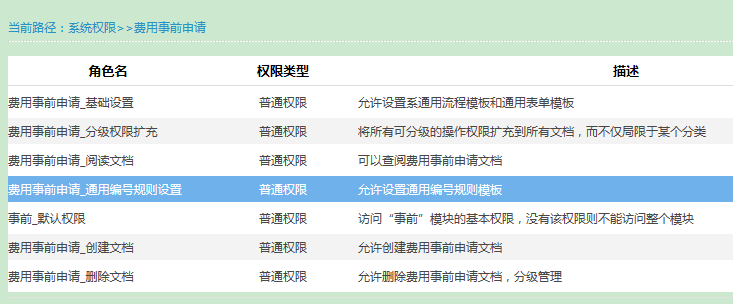 当前路径：系统权限>>费用事前申请
角色名 权限类型 描述
费用事前申请_基础设置 普通权限 允许设置系通用流程模板和通用表单模板
费用事前申请_分级权限扩充 普通权限 将所有可分级的操作权限扩充到所有文档，而不仅局限于某个分类
费用事前申请_阅读文档 普通权限 可以查阅费用事前申请文档
费用事前申请_通用编号规则设置 普通权限 允许设置通用编号规则模板
事前_默认权限 普通权限 访问“事前”模块的基本权限，没有该权限则不能访问整个模块
费用事前申请_创建文档 普通权限 允许创建费用事前申请文档
费用事前申请_删除文档 普通权限 允许删除费用事前申请文档，分级管理